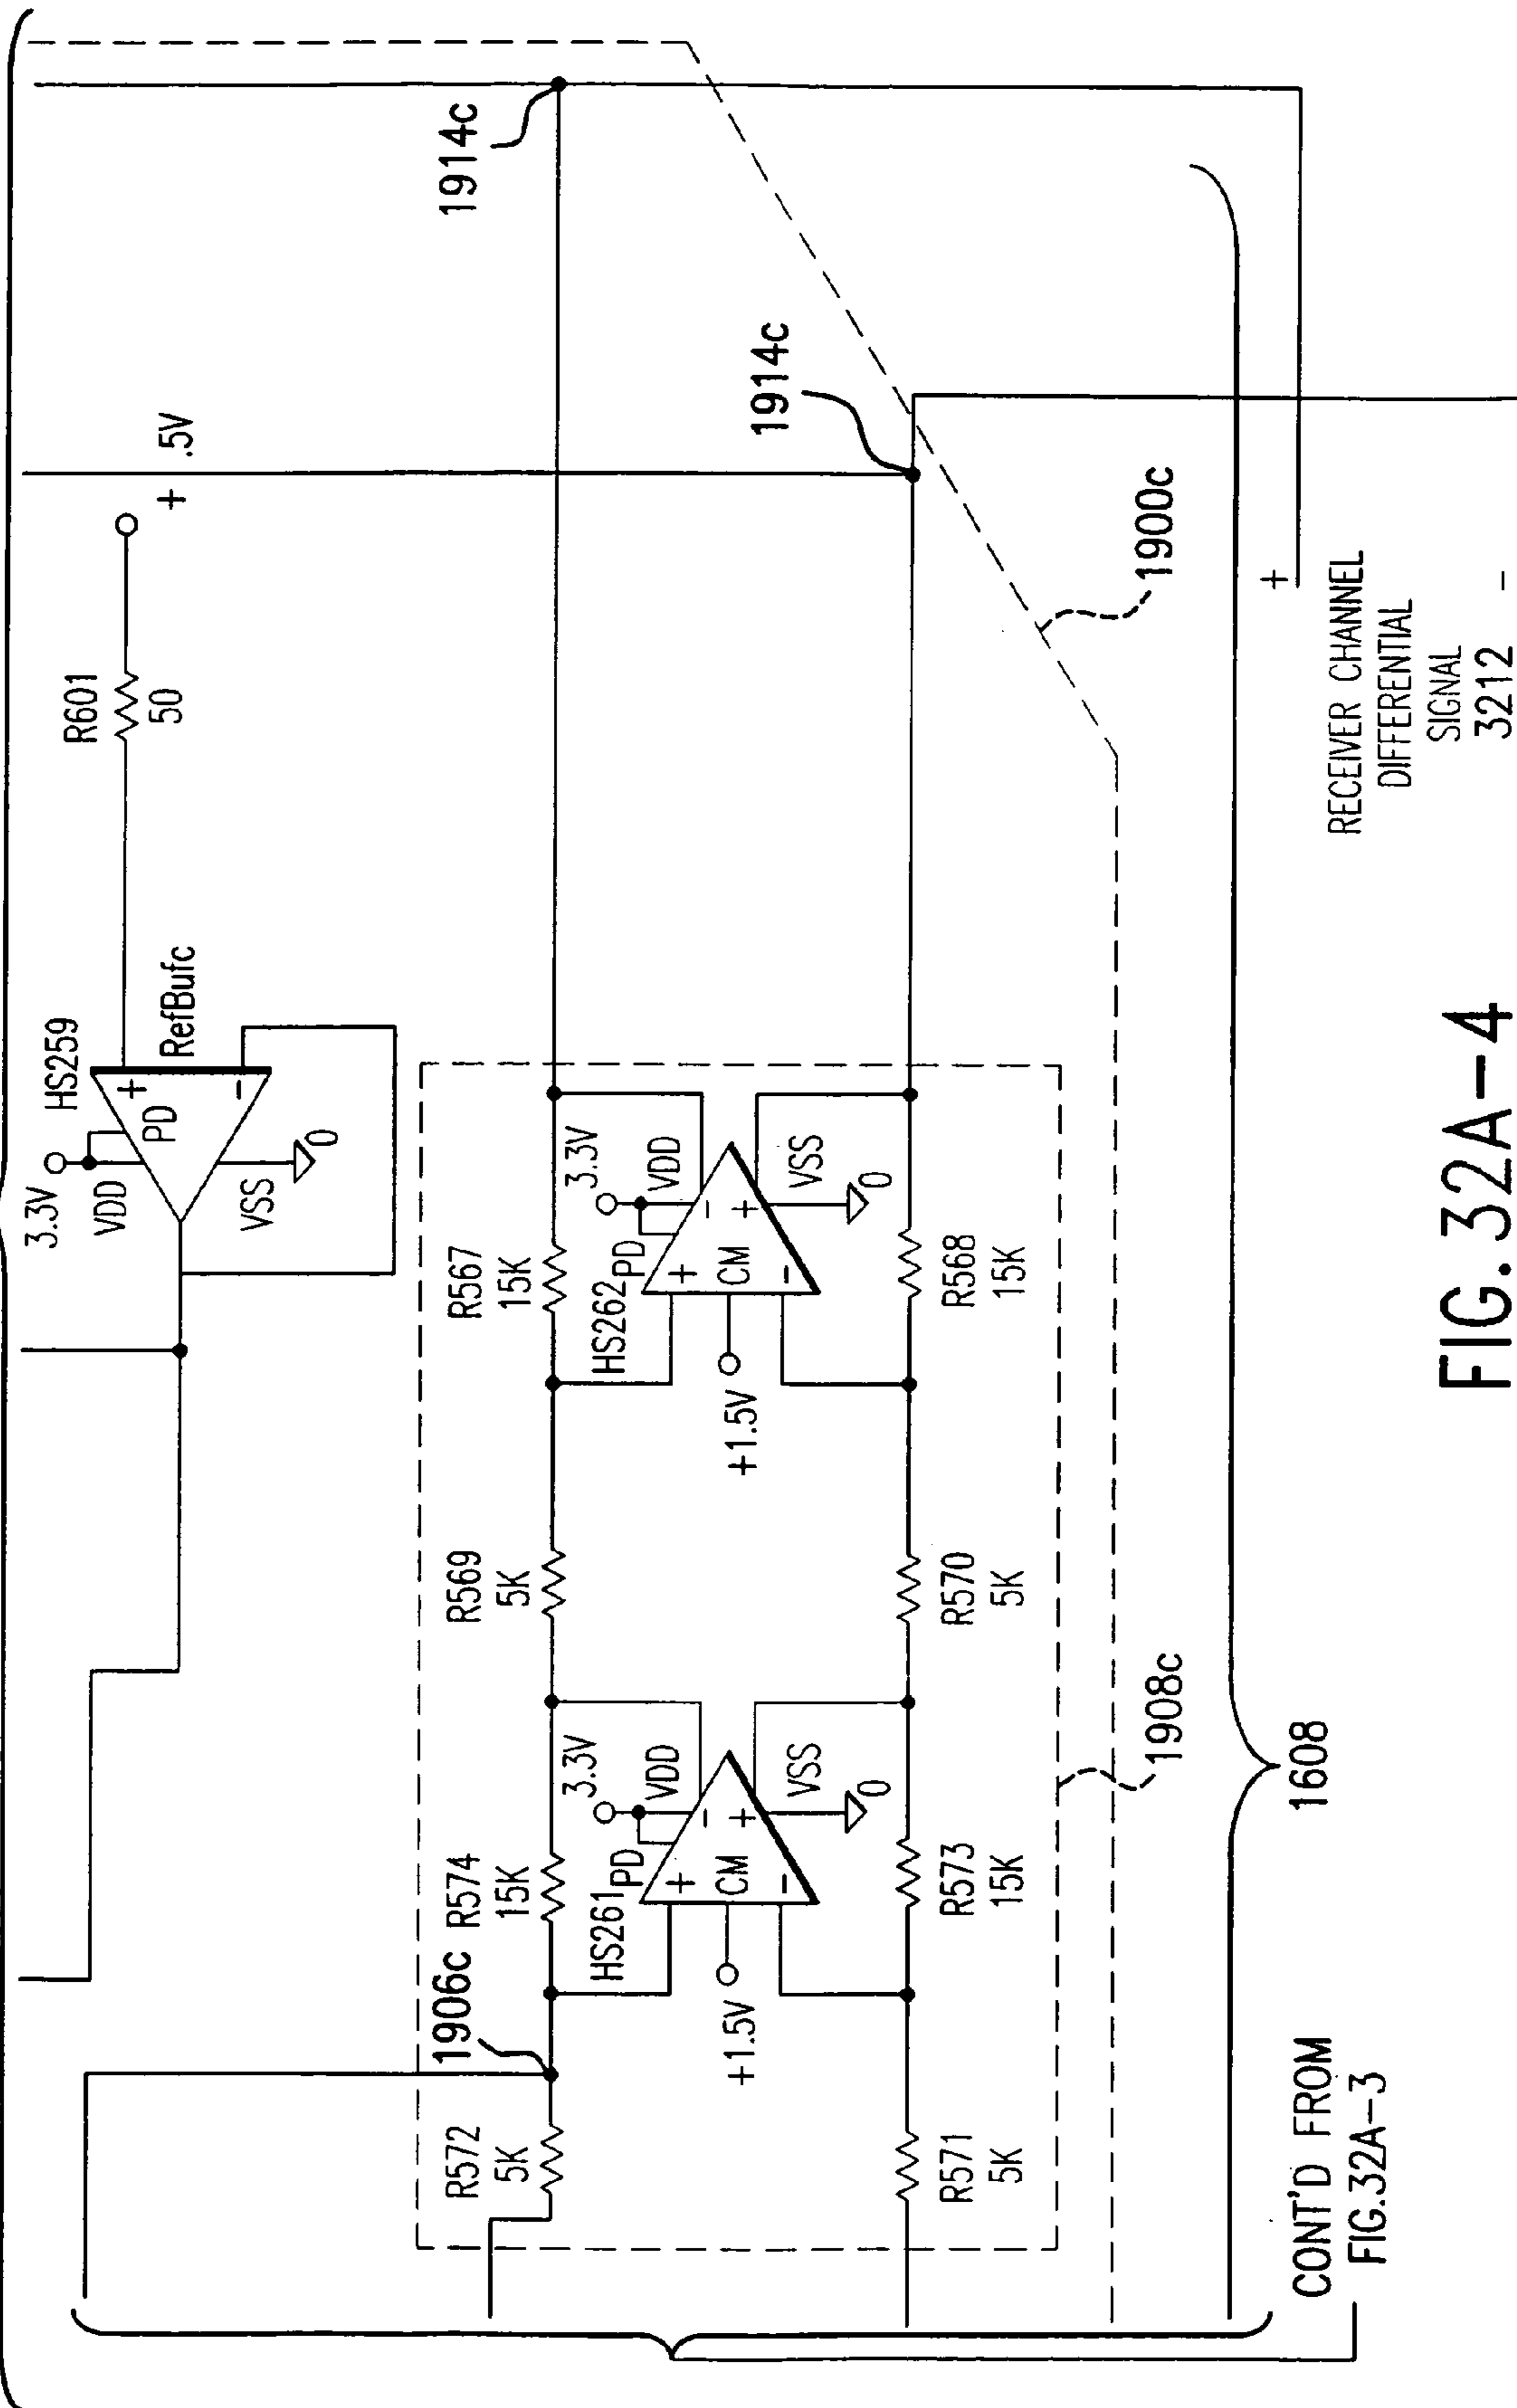 3.3V
VDD
HS259
PD
+
-
VSS
0
RefBufc
R601
50
+ .5V
1914c
1914c
1906c
R572
5K
R574
15K
R569
5K
R567
15K
HS261
PD
3.3V
VDD
+
-
CM
+
-
VSS
0
+1.5V
HS262
PD
3.3V
VDD
+
-
CM
+
-
VSS
0
+1.5V
R571
5K
R573
15K
R570
5K
R568
15K
1908c
1900c
1608
CONT'D FROM
FIG.32A-3
+
RECEIVER CHANNEL
DIFFERENTIAL
SIGNAL
3212 -
FIG.32A-4